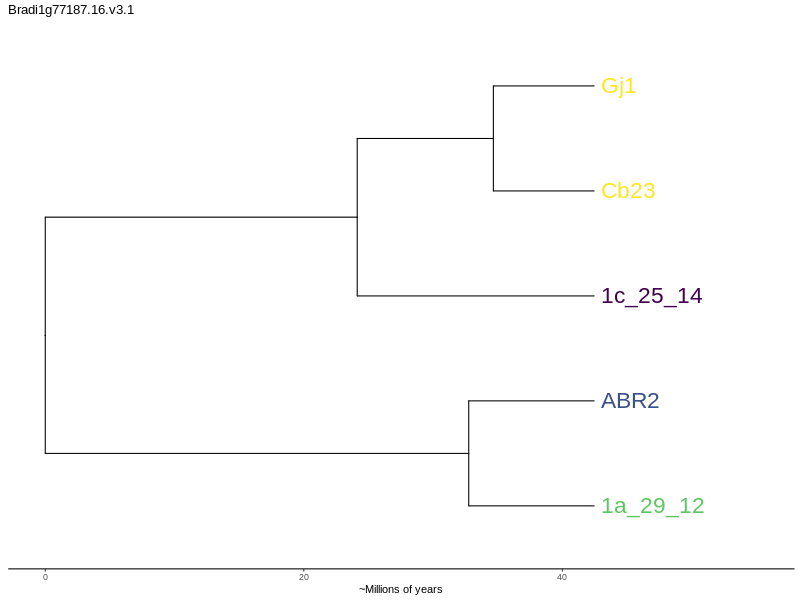 Bradi1g77187.16.v3.1
Gj1
Cb23
1c_25_14
ABR2
1a_29_12
0 20 40
~Millions of years